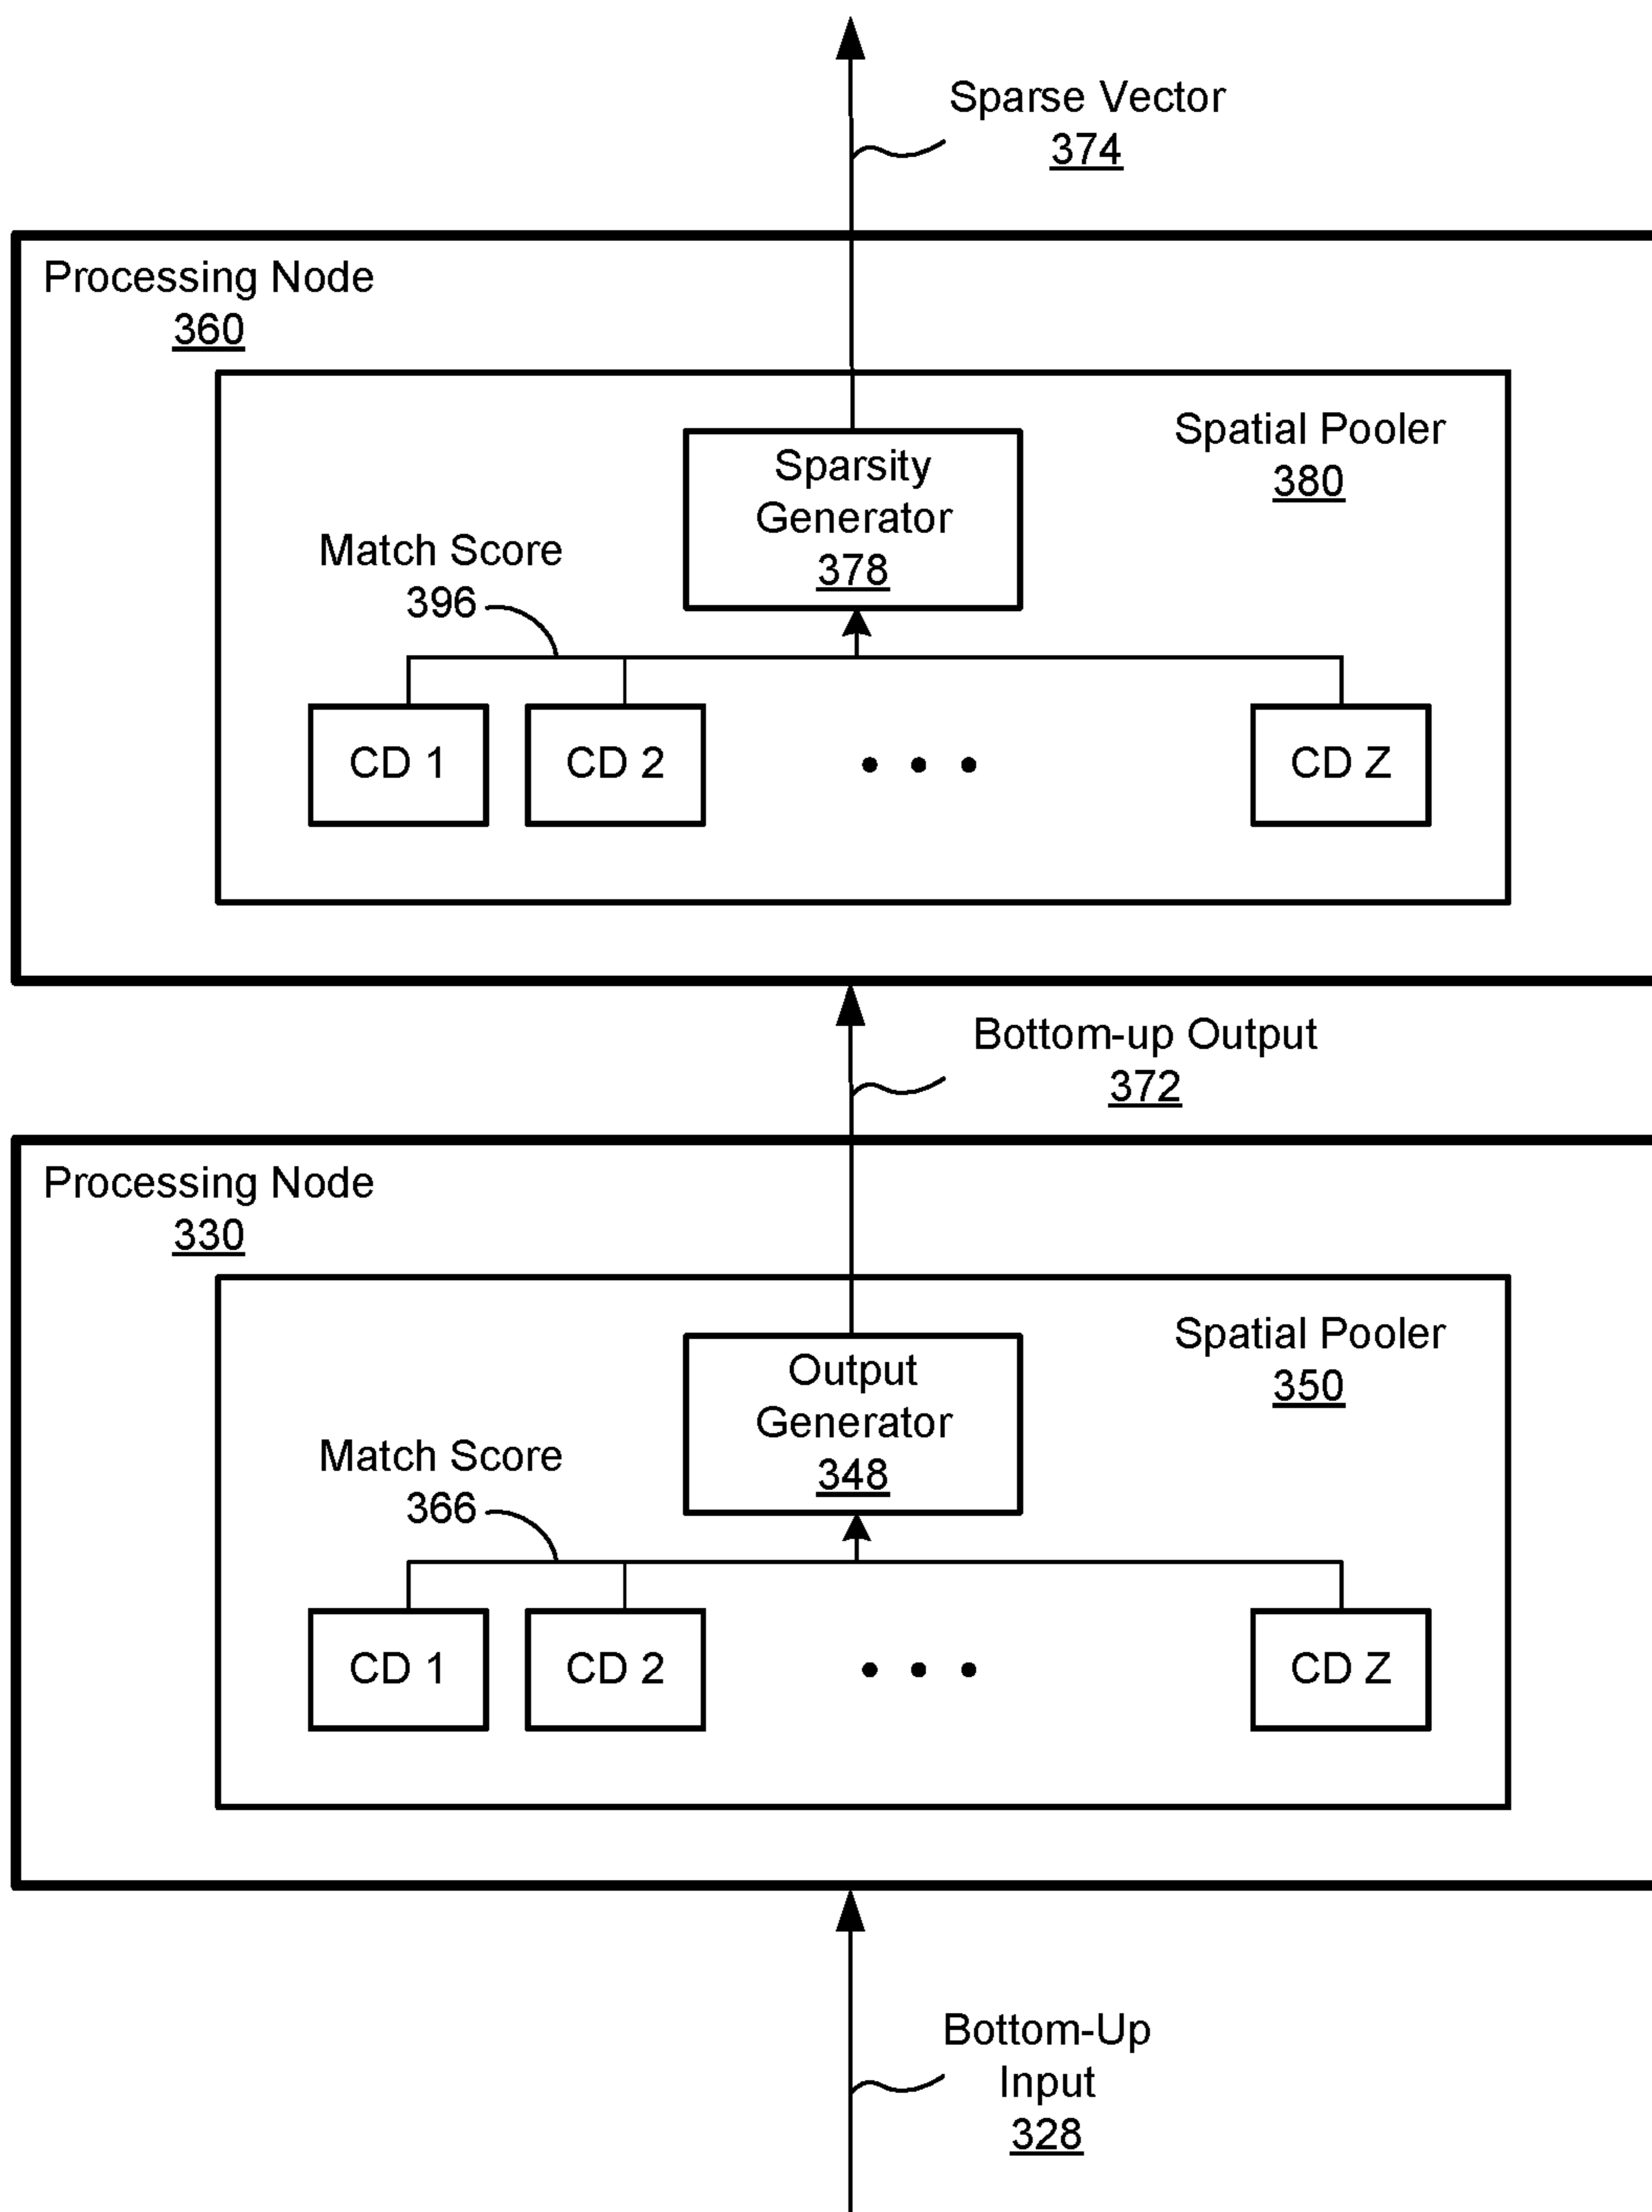 Sparse Vector
374
Processing Node
360
Spatial Pooler
380
Sparsity
Generator
378
Match Score
396
CD 1
CD 2
CD Z
Bottom-up Output
372
Processing Node
330
Spatial Pooler
350
Output
Generator
348
Match Score
366
CD 1
CD 2
CD Z
Bottom-Up
Input
328